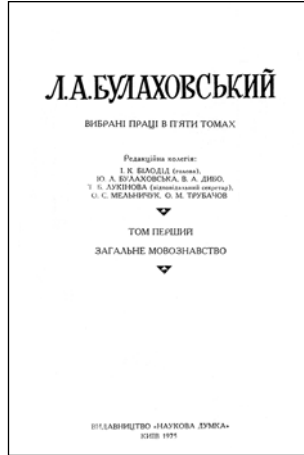 Л.А.БУЛАХОВСЬКИЙ
ВИБРАНІ ПРАЦІ В П'ЯТИ ТОМАХ
Редакційна колегія:
І. К. БІЛОДІД (голова),
Ю. Л. БУЛАХОВСЬКА, В. А. ДИБО,
Т. Б. ЛУКІНОВА (відповідальний секретар),
О. С. МЕЛЬНИЧУК, О. М. ТРУБАЧОВ
ТОМ ПЕРШИЙ
ЗАГАЛЬНЕ МОВОЗНАВСТВО
ВИДАВНИЦТВО «НАУКОВА ДУМКА»
КИЇВ 1975